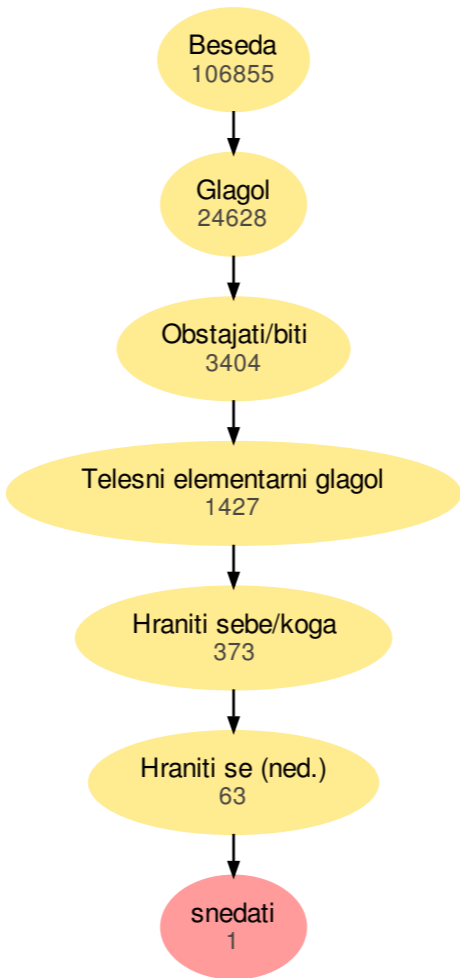 Beseda
106855
Glagol
24628
Obstajati/biti
3404
Telesni elementarni glagol
1427
Hraniti sebe/koga
373
Hraniti se (ned.)
63
snedati
1